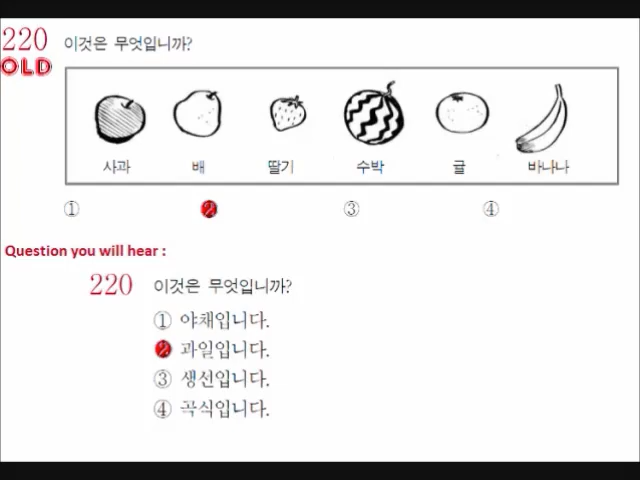 220 이것은 무엇입니까?
OLD
사과 배 딸기 수박 귤 바나나
① ② ③ ④
Question you will hear :
220 이것은 무엇입니까?
① 야채입니다.
② 과일입니다.
③ 생선입니다.
④ 곡식입니다.